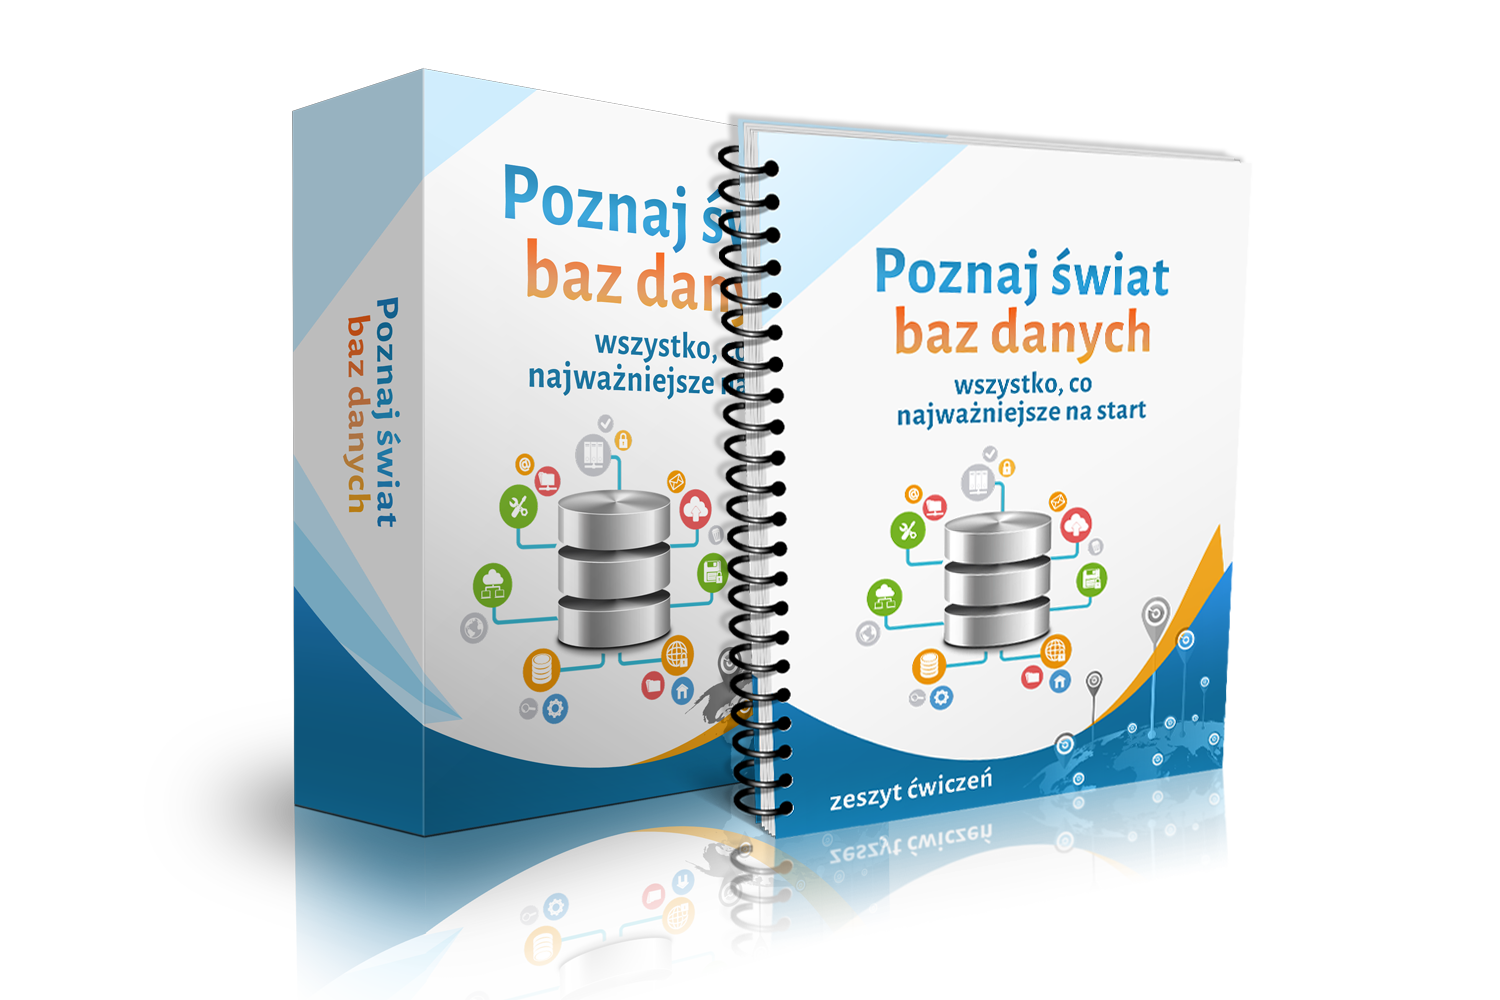 Poznaj świat
baz danych
Poznaj
baz
wszystko,
najważniejsze
Poznaj świat
baz danych
wszystko, co
najważniejsze na start
zeszyt ćwiczeń